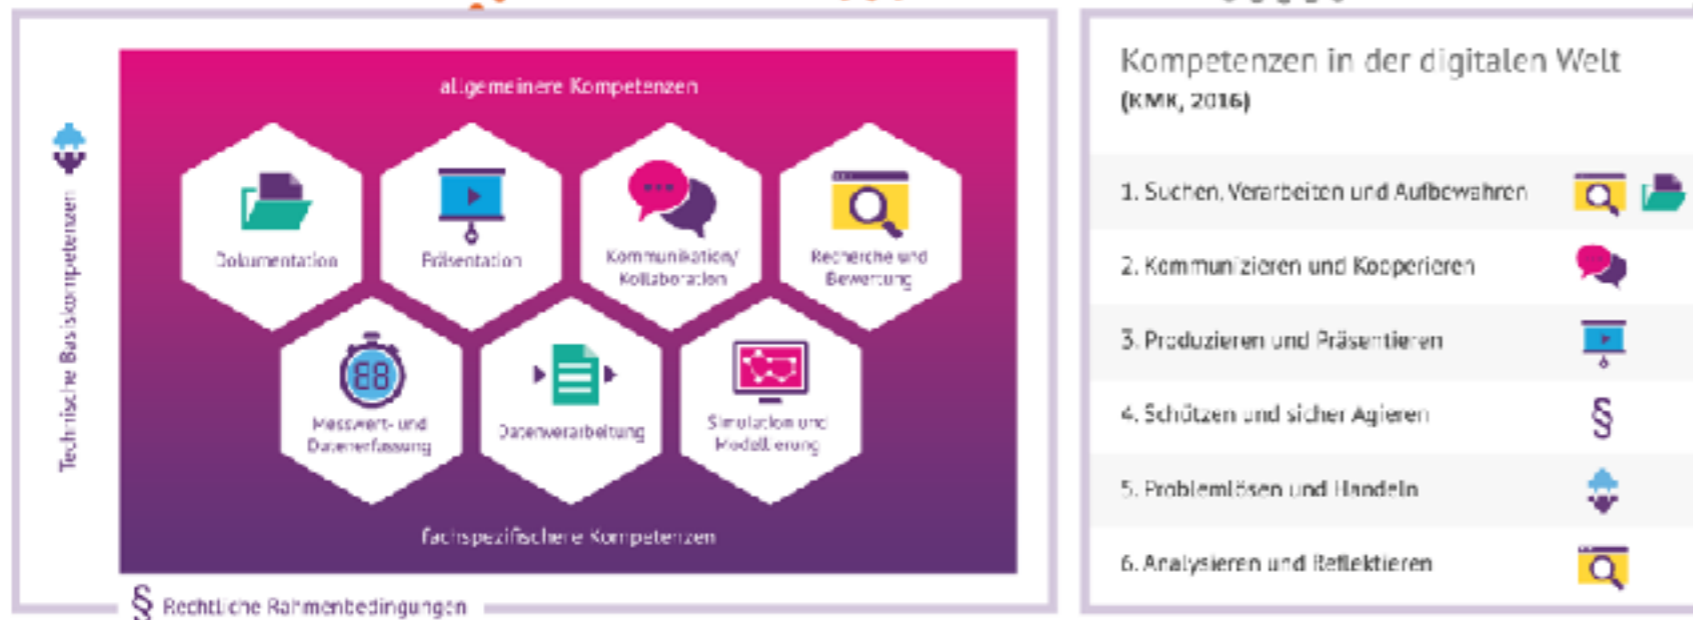 allgemeinere Kompetenzen
Technische Basiskompetenzen
Dokumentation
Präsentation
Kommunikation/
Kollaboration
Recherche und
Bewertung
88
Messwert- und
Datenerfassung
Datenverarbeitung
Simulation und
Modellierung
fachspezifischere Kompetenzen
§ Rechtliche Rahmenbedingungen
Kompetenzen in der digitalen Welt
(KMK, 2016)
1. Suchen, Verarbeiten und Aufbewahren
2. Kommunizieren und Kooperieren
3. Produzieren und Präsentieren
4. Schützen und sicher Agieren §
5. Problemlösen und Handeln
6. Analysieren und Reflektieren